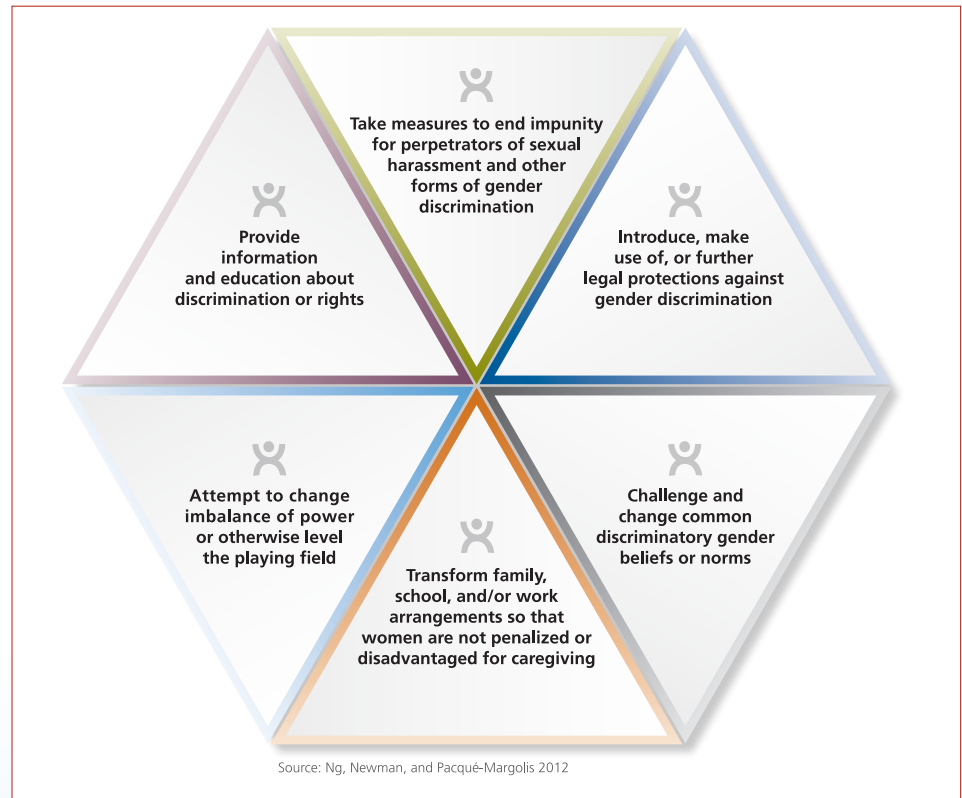 Take measures to end impunity
for perpetrators of sexual
harassment and other
forms of gender
discrimination
Provide
information
and education about
discrimination or rights
Introduce, make
use of, or further
legal protections against
gender discrimination
Attempt to change
imbalance of power
or otherwise level
the playing field
Transform family,
school, and/or work
arrangements so that
women are not penalized or
disadvantaged for caregiving
Challenge and
change common
discriminatory gender
beliefs or norms
Source: Ng, Newman, and Pacqué-Margolis 2012